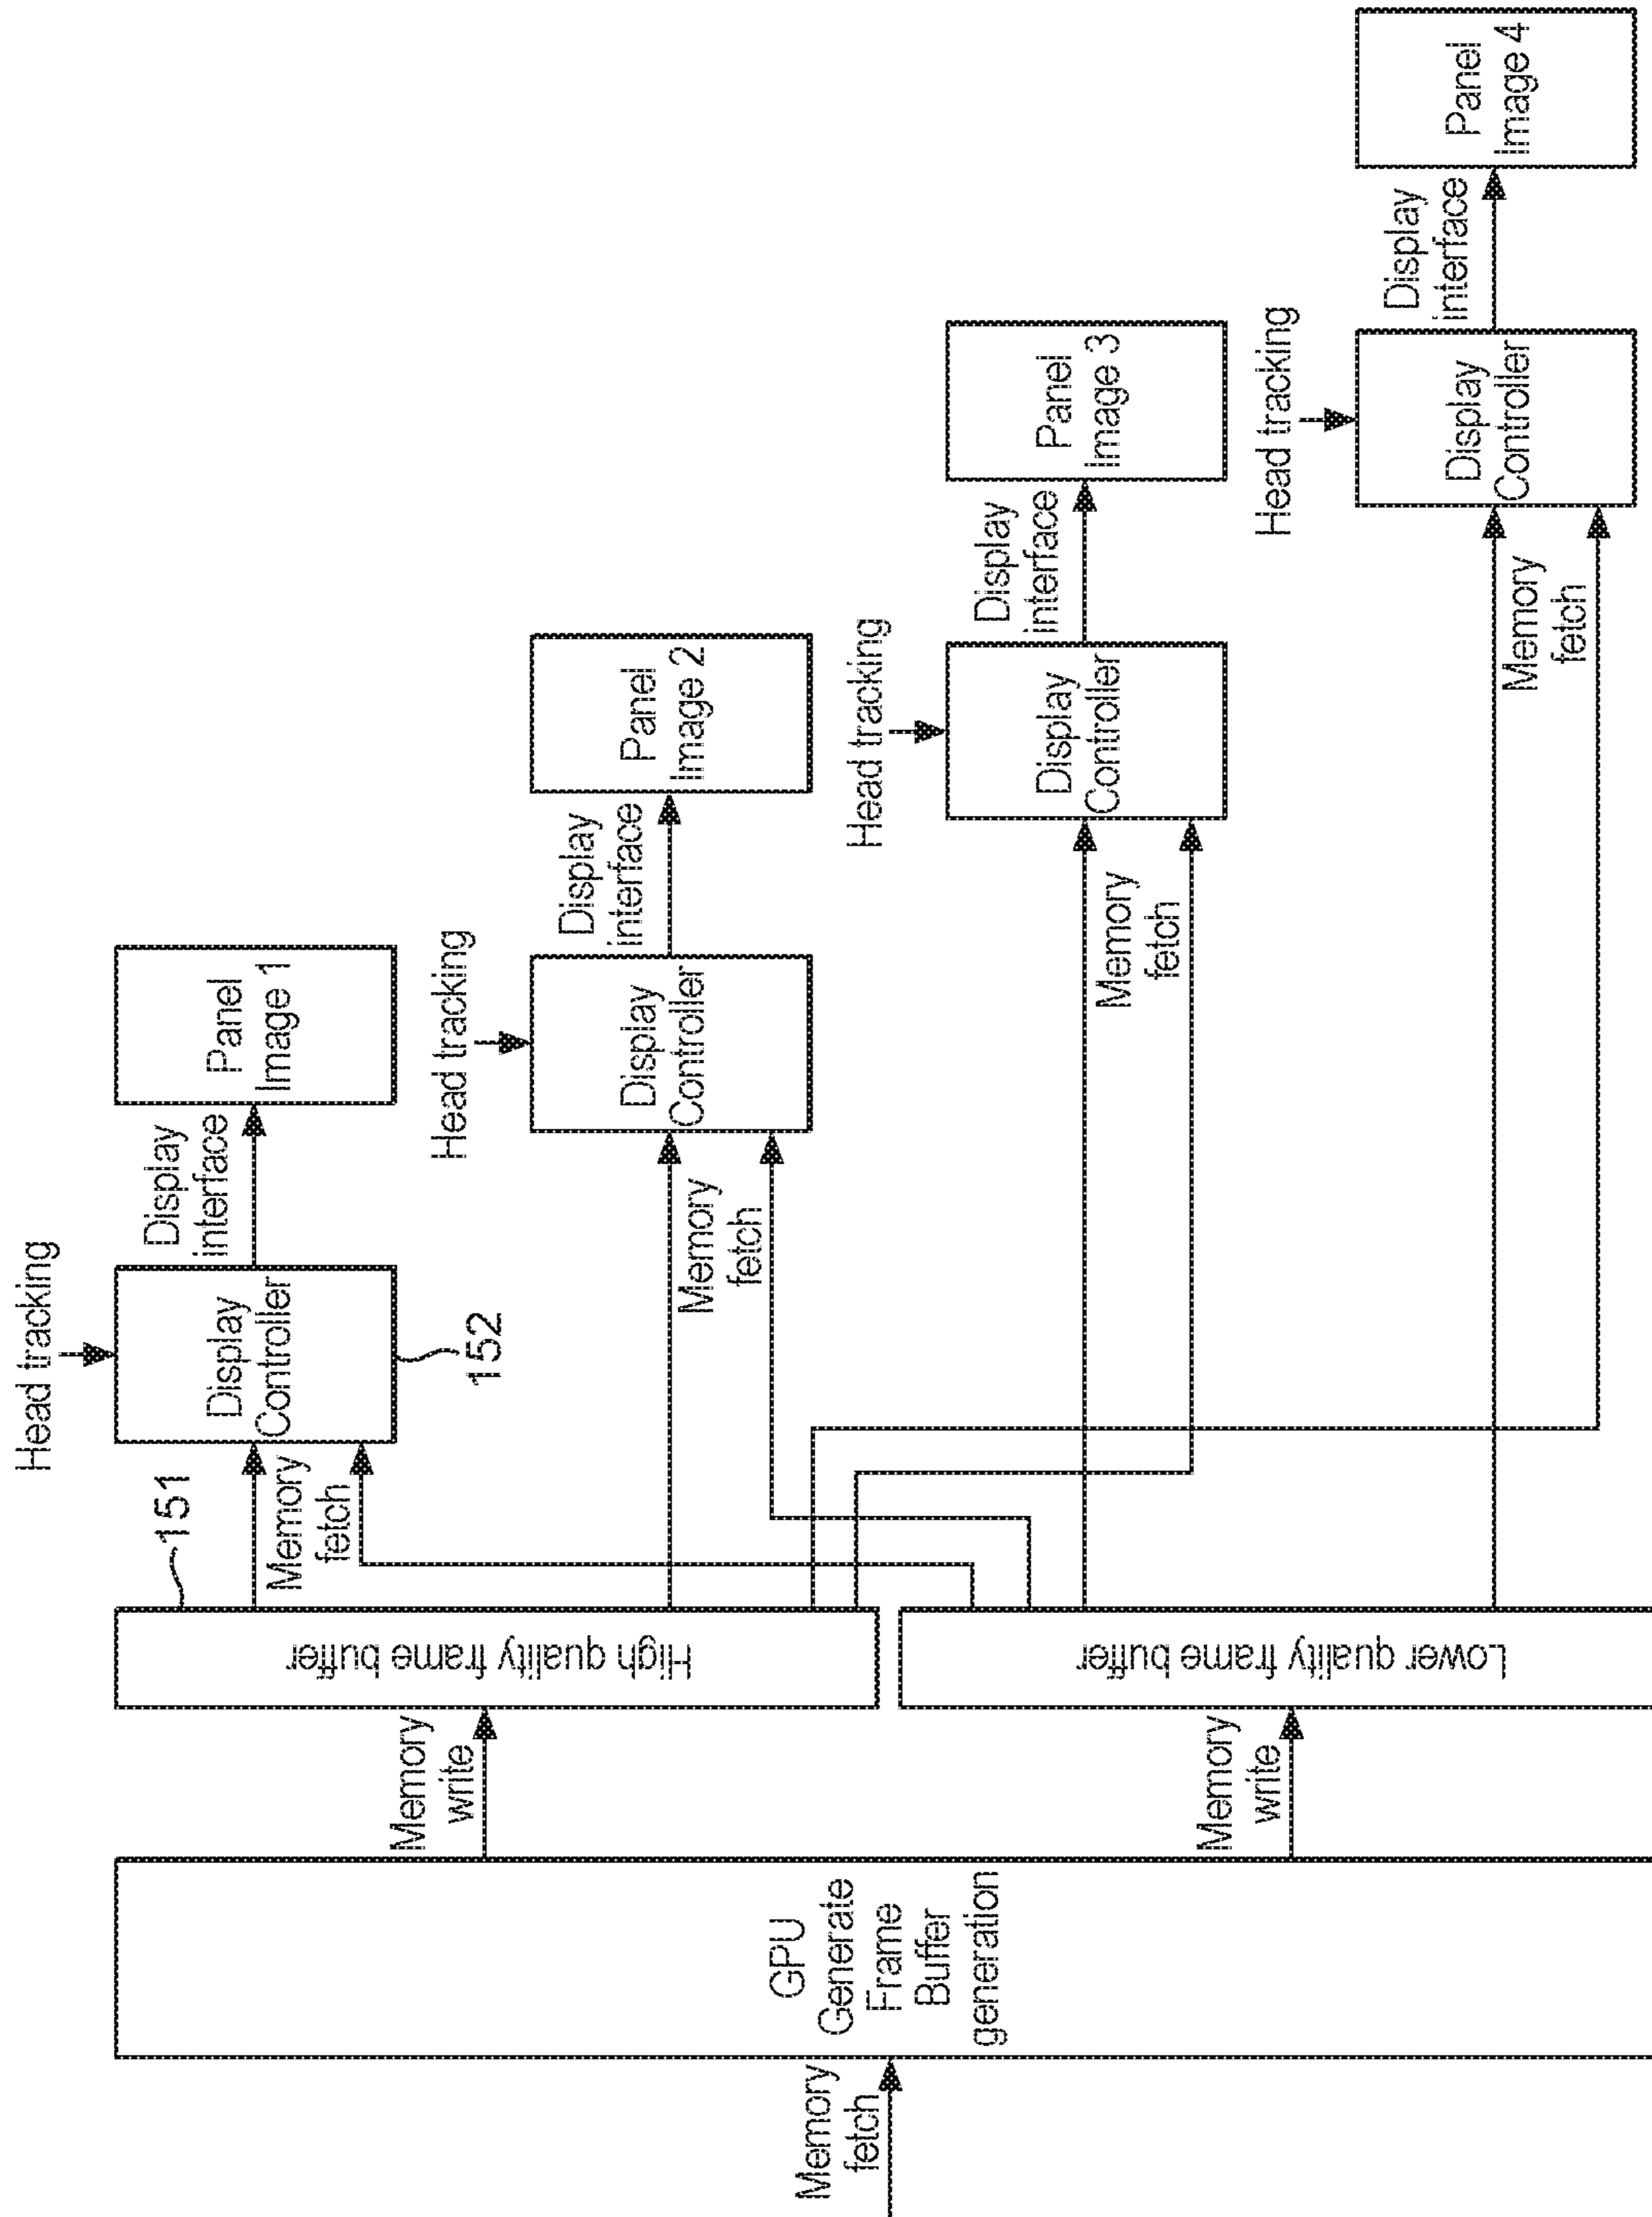 Head tracking
151
Memory
fetch
Display
Controller
152
Display
interface
Panel
Image 1
Memory
write
High quality frame buffer
Head tracking
Memory
fetch
Display
Controller
Display
interface
Panel
Image 2
Memory
fetch
GPU
Generate
Frame
Buffer
generation
Head tracking
Memory
fetch
Display
Controller
Display
interface
Panel
Image 3
Memory
write
Lower quality frame buffer
Head tracking
Memory
fetch
Display
Controller
Display
interface
Panel
Image 4